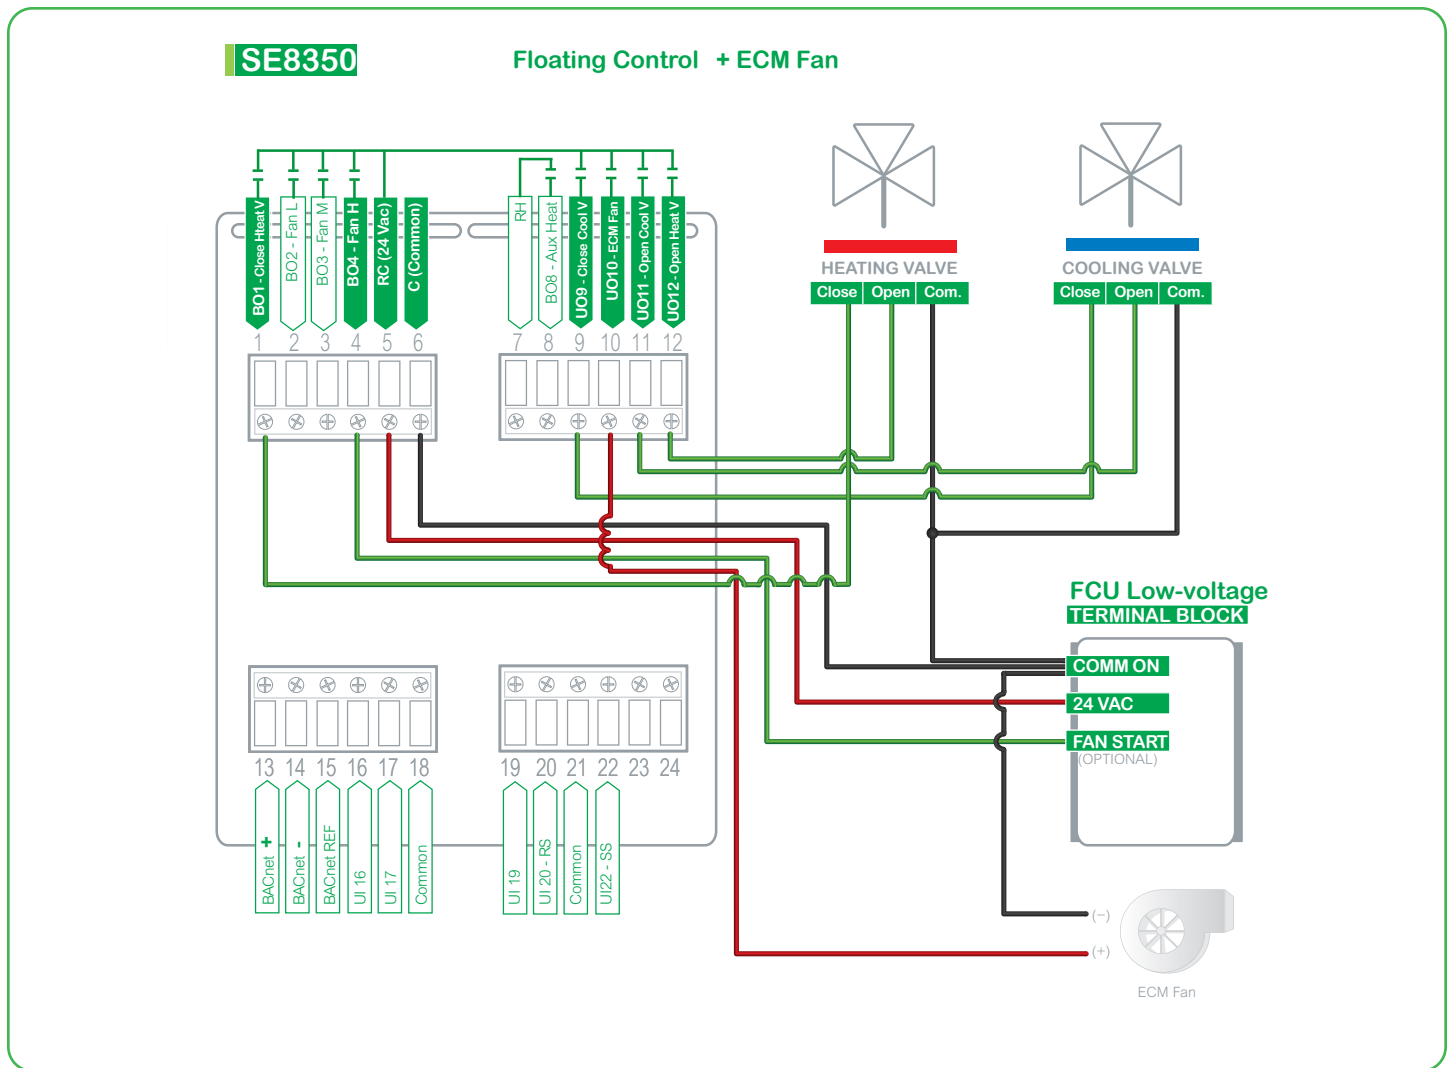 SE8350
Floating Control + ECM Fan
BO1 - Close Hteat V
BO2 - Fan L
BO3 - Fan M
BO4 - Fan H
RC (24 Vac)
C (Common)
RH
BO8 - Aux Heat
UO9 - Close Cool V
UO10 - ECM Fan
UO11 - Open Cool V
UO12 - Open Heat V
1 2 3 4 5 6
7 8 9 10 11 12
HEATING VALVE
Close Open Com.
COOLING VALVE
Close Open Com.
FCU Low-voltage
TERMINAL BLOCK
COMM ON
24 VAC
FAN START
(OPTIONAL)
13 14 15 16 17 18
19 20 21 22 23 24
BACnet +
BACnet -
BACnet REF
UI 16
UI 17
Common
UI 19
UI 20 - RS
Common
UI22 - SS
(−)
(+)
ECM Fan